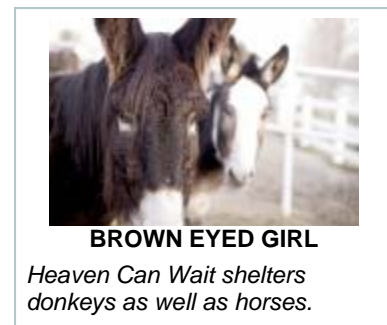 BROWN EYED GIRL
Heaven Can Wait shelters
donkeys as well as horses.